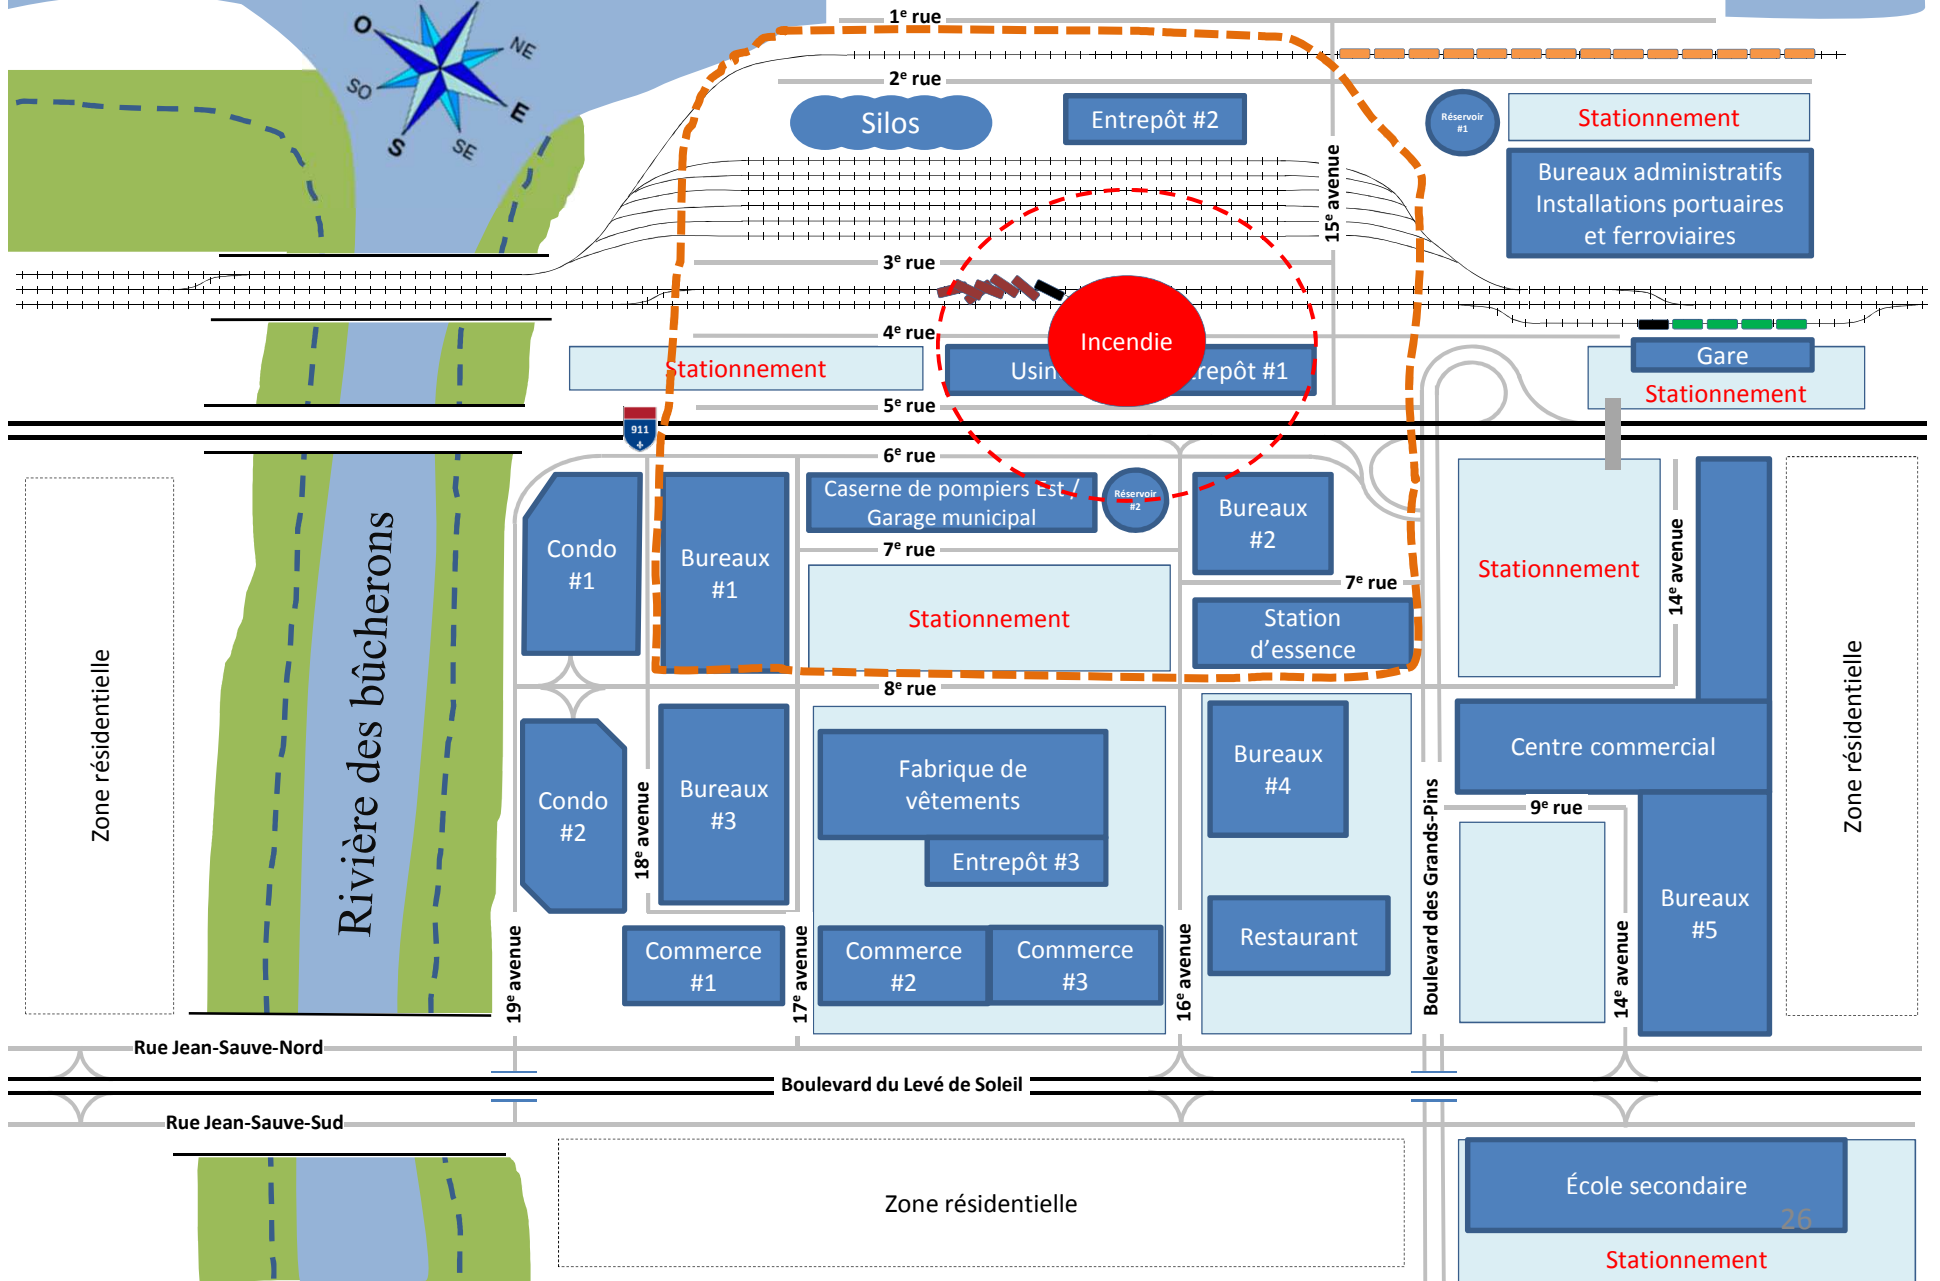 1e rue
O
NE
SO
E
S
SE
2e rue
Silos
Entrepôt #2
Réservoir
#1
Stationnement
Bureaux administratifs
Installations portuaires
et ferroviaires
15e avenue
3e rue
4e rue
Incendie
Stationnement
Usin
repôt #1
Gare
Stationnement
5e rue
911
6e rue
Caserne de pompiers Est /
Garage municipal
Réservoir
#2
Bureaux
#2
Condo
#1
Bureaux
#1
7e rue
7e rue
Stationnement
Stationnement
14e avenue
Station
d'essence
8e rue
Rivière des bûcherons
Zone résidentielle
Zone résidentielle
Centre commercial
Bureaux
#4
Fabrique de
vêtements
Bureaux
#3
Condo
#2
18e avenue
Entrepôt #3
9e rue
Boulevard des Grands-Pins
Bureaux
#5
Restaurant
Commerce
#1
Commerce
#2
Commerce
#3
19e avenue
17e avenue
16e avenue
14e avenue
Rue Jean-Sauve-Nord
Boulevard du Levé de Soleil
Rue Jean-Sauve-Sud
Zone résidentielle
École secondaire
26
Stationnement